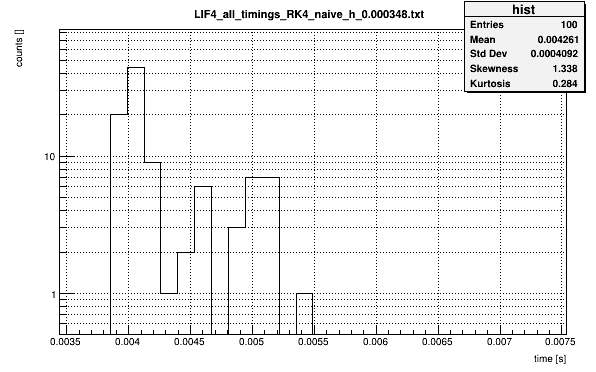 LIF4_all_timings_RK4_naive_h_0.000348.txt
hist
Entries 100
Mean 0.004261
Std Dev 0.0004092
Skewness 1.338
Kurtosis 0.284
counts []
10
1
0.0035 0.004 0.0045 0.005 0.0055 0.006 0.0065 0.007 0.0075
time [s]